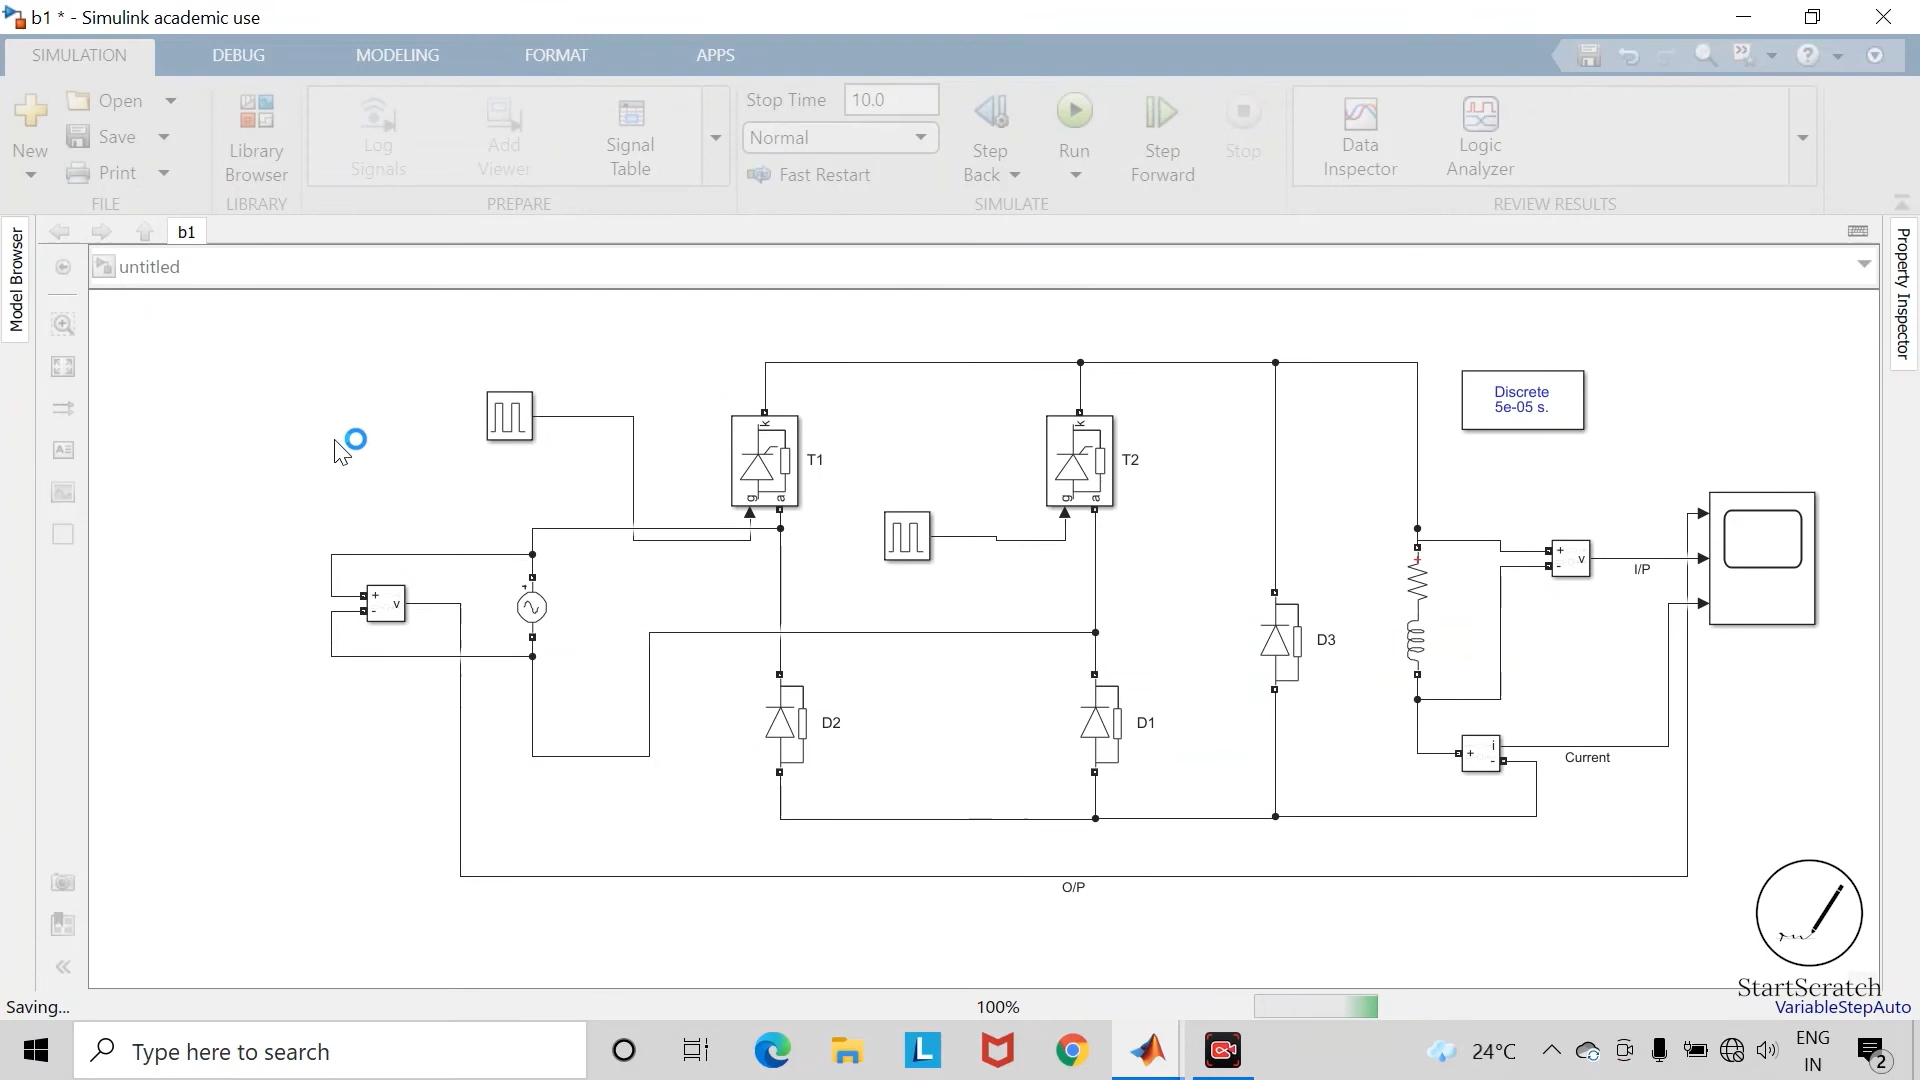 b1 * - Simulink academic use
SIMULATION DEBUG MODELING FORMAT APPS
New
Open
Save
Print
FILE
Library
Browser
LIBRARY
Log
Signals
Add
Viewer
Signal
Table
PREPARE
Stop Time 10.0
Normal
Fast Restart
Step
Back
Run
Step
Forward
Stop
SIMULATE
Data
Inspector
Logic
Analyzer
REVIEW RESULTS
Model Browser
b1
Property Inspector
untitled
Discrete
5e-05 s.
k
g
a
T1
k
g
a
T2
+
-
v
+
+
D3
+
-
v
I/P
D2
D1
i
+
-
Current
O/P
StartScratch
Saving...
100%
VariableStepAuto
Type here to search
L
24°C
ENG
IN
2